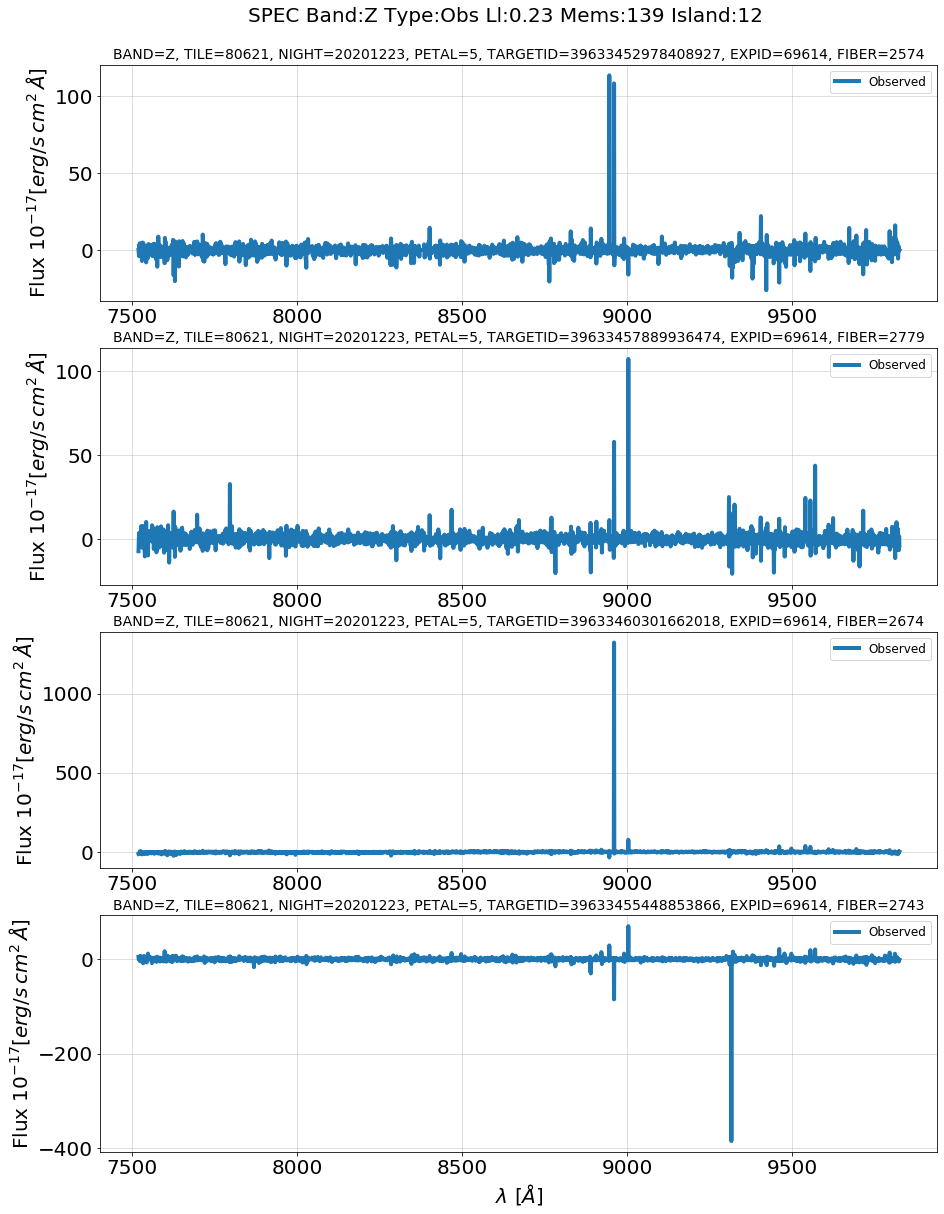 SPEC Band:Z Type:Obs Ll:0.23 Mems:139 Island:12
BAND=Z, TILE=80621, NIGHT=20201223, PETAL=5, TARGETID=39633452978408927, EXPID=69614, FIBER=2574
Observed
Flux 10^{-17}[erg/s cm^2 Å]
100
50
0
7500 8000 8500 9000 9500
BAND=Z, TILE=80621, NIGHT=20201223, PETAL=5, TARGETID=39633457889936474, EXPID=69614, FIBER=2779
Observed
Flux 10^{-17}[erg/s cm^2 Å]
100
50
0
7500 8000 8500 9000 9500
BAND=Z, TILE=80621, NIGHT=20201223, PETAL=5, TARGETID=39633460301662018, EXPID=69614, FIBER=2674
Observed
Flux 10^{-17}[erg/s cm^2 Å]
1000
500
0
7500 8000 8500 9000 9500
BAND=Z, TILE=80621, NIGHT=20201223, PETAL=5, TARGETID=39633455448853866, EXPID=69614, FIBER=2743
Observed
Flux 10^{-17}[erg/s cm^2 Å]
0
−200
−400
7500 8000 8500 9000 9500
λ [Å]